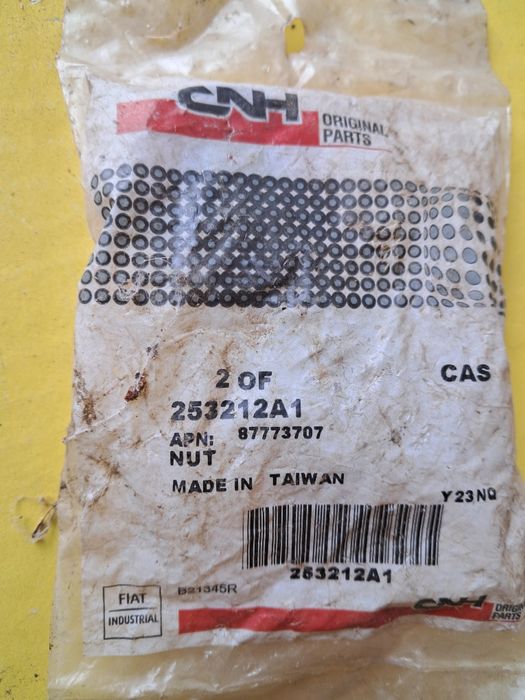 CNH
ORIGINAL
PARTS
2 OF CAS
253212A1
APN: 87773707
NUT
MADE IN TAIWAN
Y23NQ
253212A1
B21345R
FIAT
INDUSTRIAL
CNH
PARTS